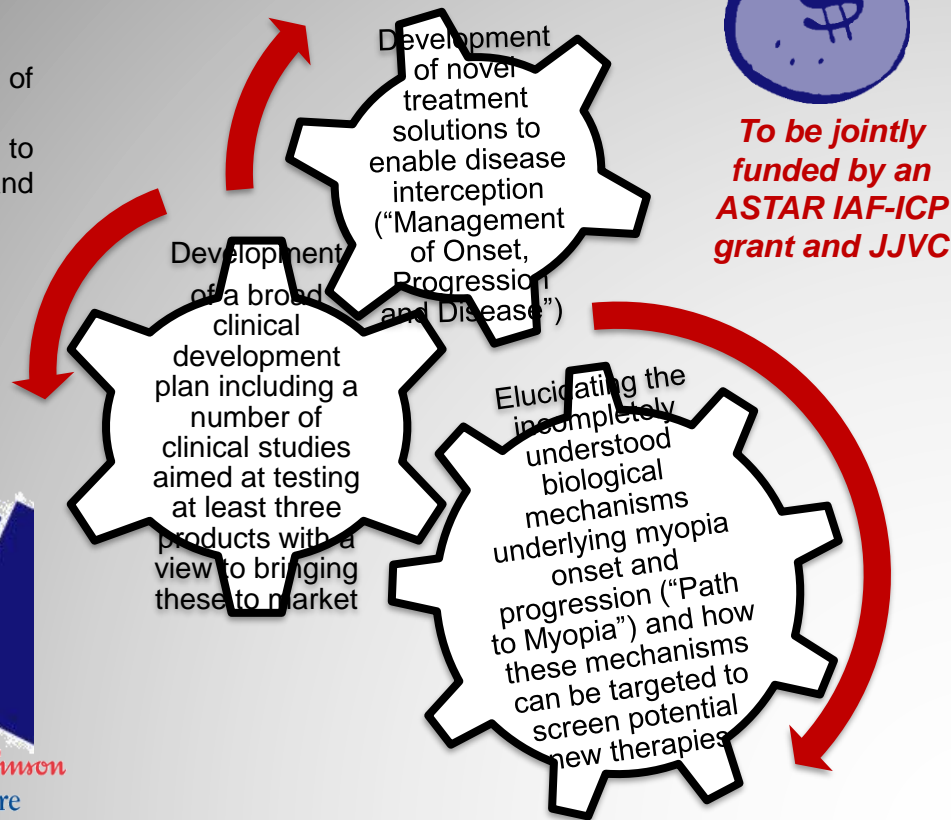 of
to
nd
Development
of novel
treatment
solutions to
enable disease
interception
(“Management
of Onset,
Progression
and Disease”)
To be jointly
funded by an
ASTAR IAF-ICP
grant and JJVC
Development
of a broad
clinical
development
plan including a
number of
clinical studies
aimed at testing
at least three
products with a
view to bringing
these to market
Elucidating the
incompletely
understood
biological
mechanisms
underlying myopia
onset and
progression (“Path
to Myopia”) and how
these mechanisms
can be targeted to
screen potential
new therapies
nson
re